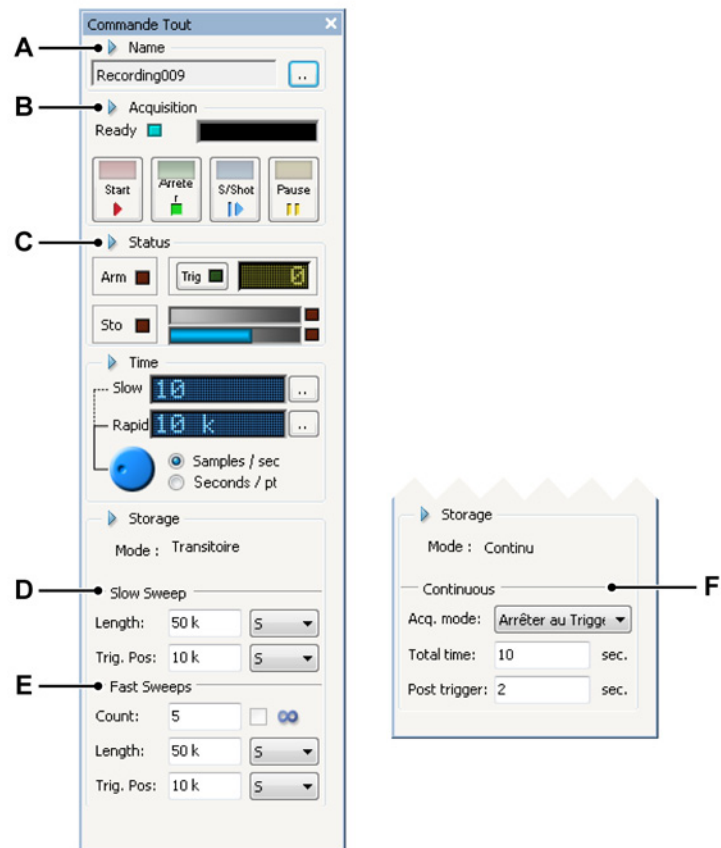 Commande Tout
A
Name
Recording009
..
B
Acquisition
Ready
Start
Arrete
r
S/Shot
Pause
C
Status
Arm
Trig
0
Sto
Time
Slow 10 ..
Rapid 10 k ..
Samples / sec
Seconds / pt
Storage
Mode : Transitoire
D
Slow Sweep
Length: 50 k S
Trig. Pos: 10 k S
E
Fast Sweeps
Count: 5 ∞
Length: 50 k S
Trig. Pos: 10 k S
Storage
Mode : Continu
Continuous
F
Acq. mode: Arrêter au Trigge
Total time: 10 sec.
Post trigger: 2 sec.